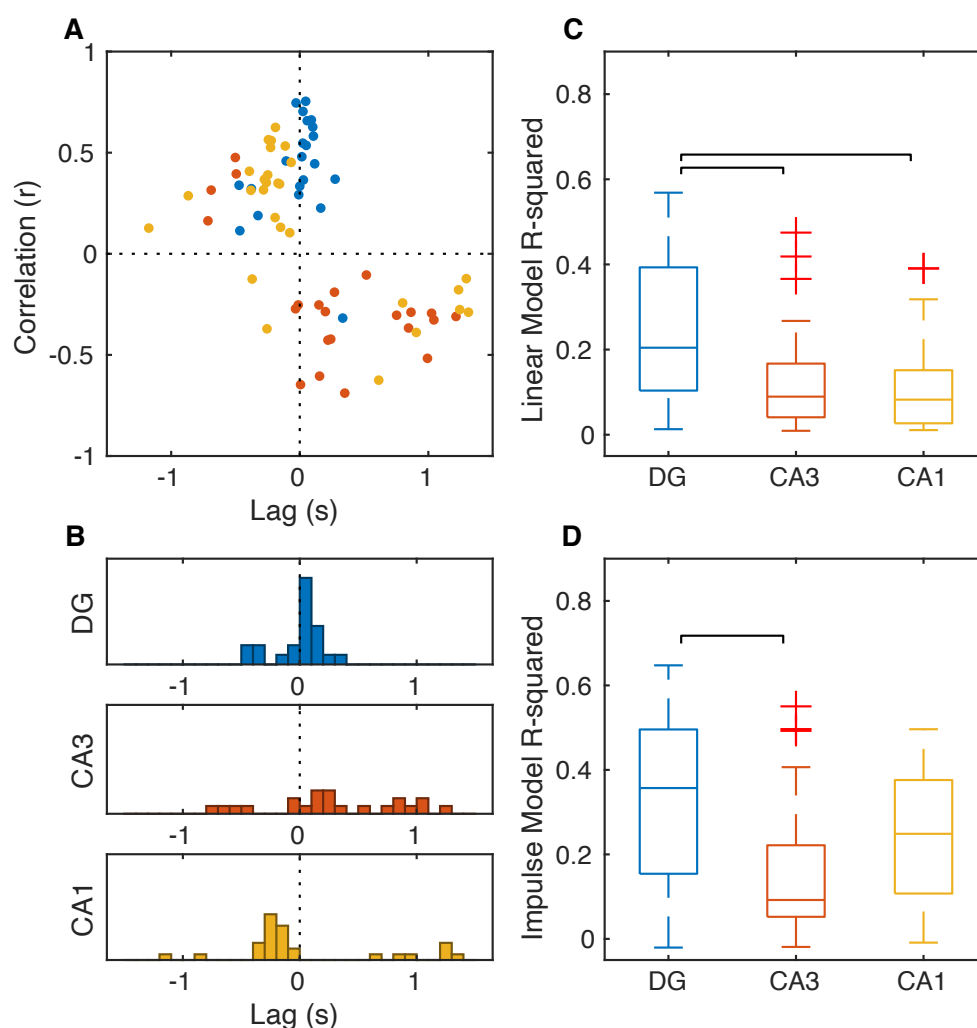 A
1
0.5
0
-0.5
-1
-1
0
1
Correlation (r)
Lag (s)
B
DG
-1
0
1
CA3
-1
0
1
CA1
-1
0
1
Lag (s)
C
0.8
0.6
0.4
0.2
0
Linear Model R-squared
DG
CA3
CA1
D
0.8
0.6
0.4
0.2
0
Impulse Model R-squared
DG
CA3
CA1